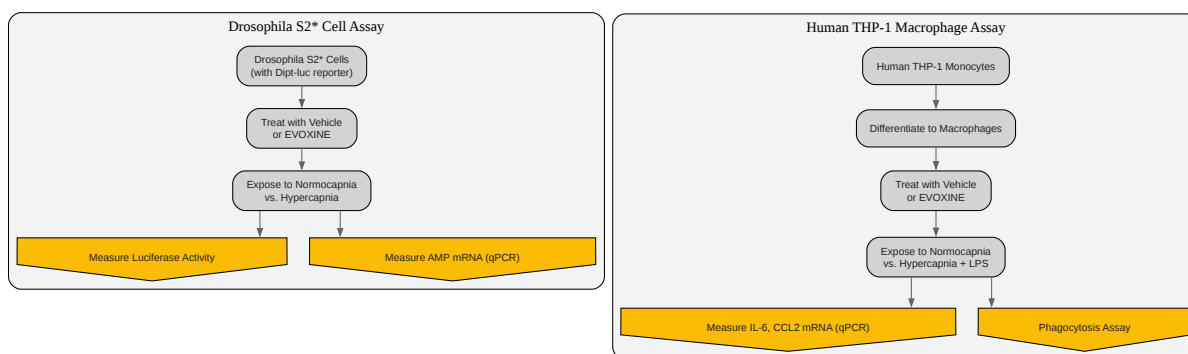 Drosophila S2* Cell Assay
Drosophila S2* Cells
(with Dipt-luc reporter)
Treat with Vehicle
or EVOXINE
Expose to Normocapnia
vs. Hypercapnia
Measure Luciferase Activity
Measure AMP mRNA (qPCR)
Human THP-1 Macrophage Assay
Human THP-1 Monocytes
Differentiate to Macrophages
Treat with Vehicle
or EVOXINE
Expose to Normocapnia
vs. Hypercapnia + LPS
Measure IL-6, CCL2 mRNA (qPCR)
Phagocytosis Assay